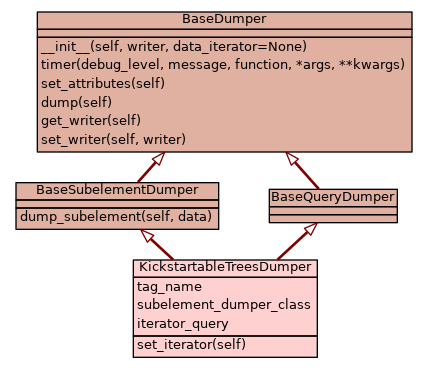 BaseDumper
__init__(self, writer, data_iterator=None)
timer(debug_level, message, function, *args, **kwargs)
set_attributes(self)
dump(self)
get_writer(self)
set_writer(self, writer)
BaseSubelementDumper
dump_subelement(self, data)
BaseQueryDumper
KickstartableTreesDumper
tag_name
subelement_dumper_class
iterator_query
set_iterator(self)